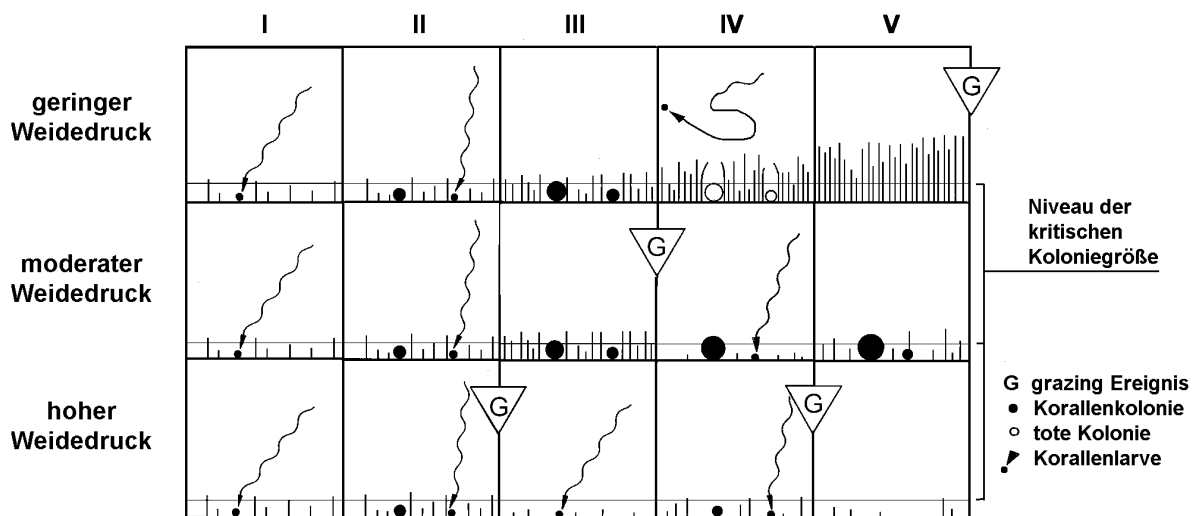 I II III IV V
geringer
Weidedruck
G
moderater
Weidedruck
G
Niveau der
kritischen
Koloniegröße
hoher
Weidedruck
G
G
G grazing Ereignis
Korallenkolonie
tote Kolonie
Korallenlarve